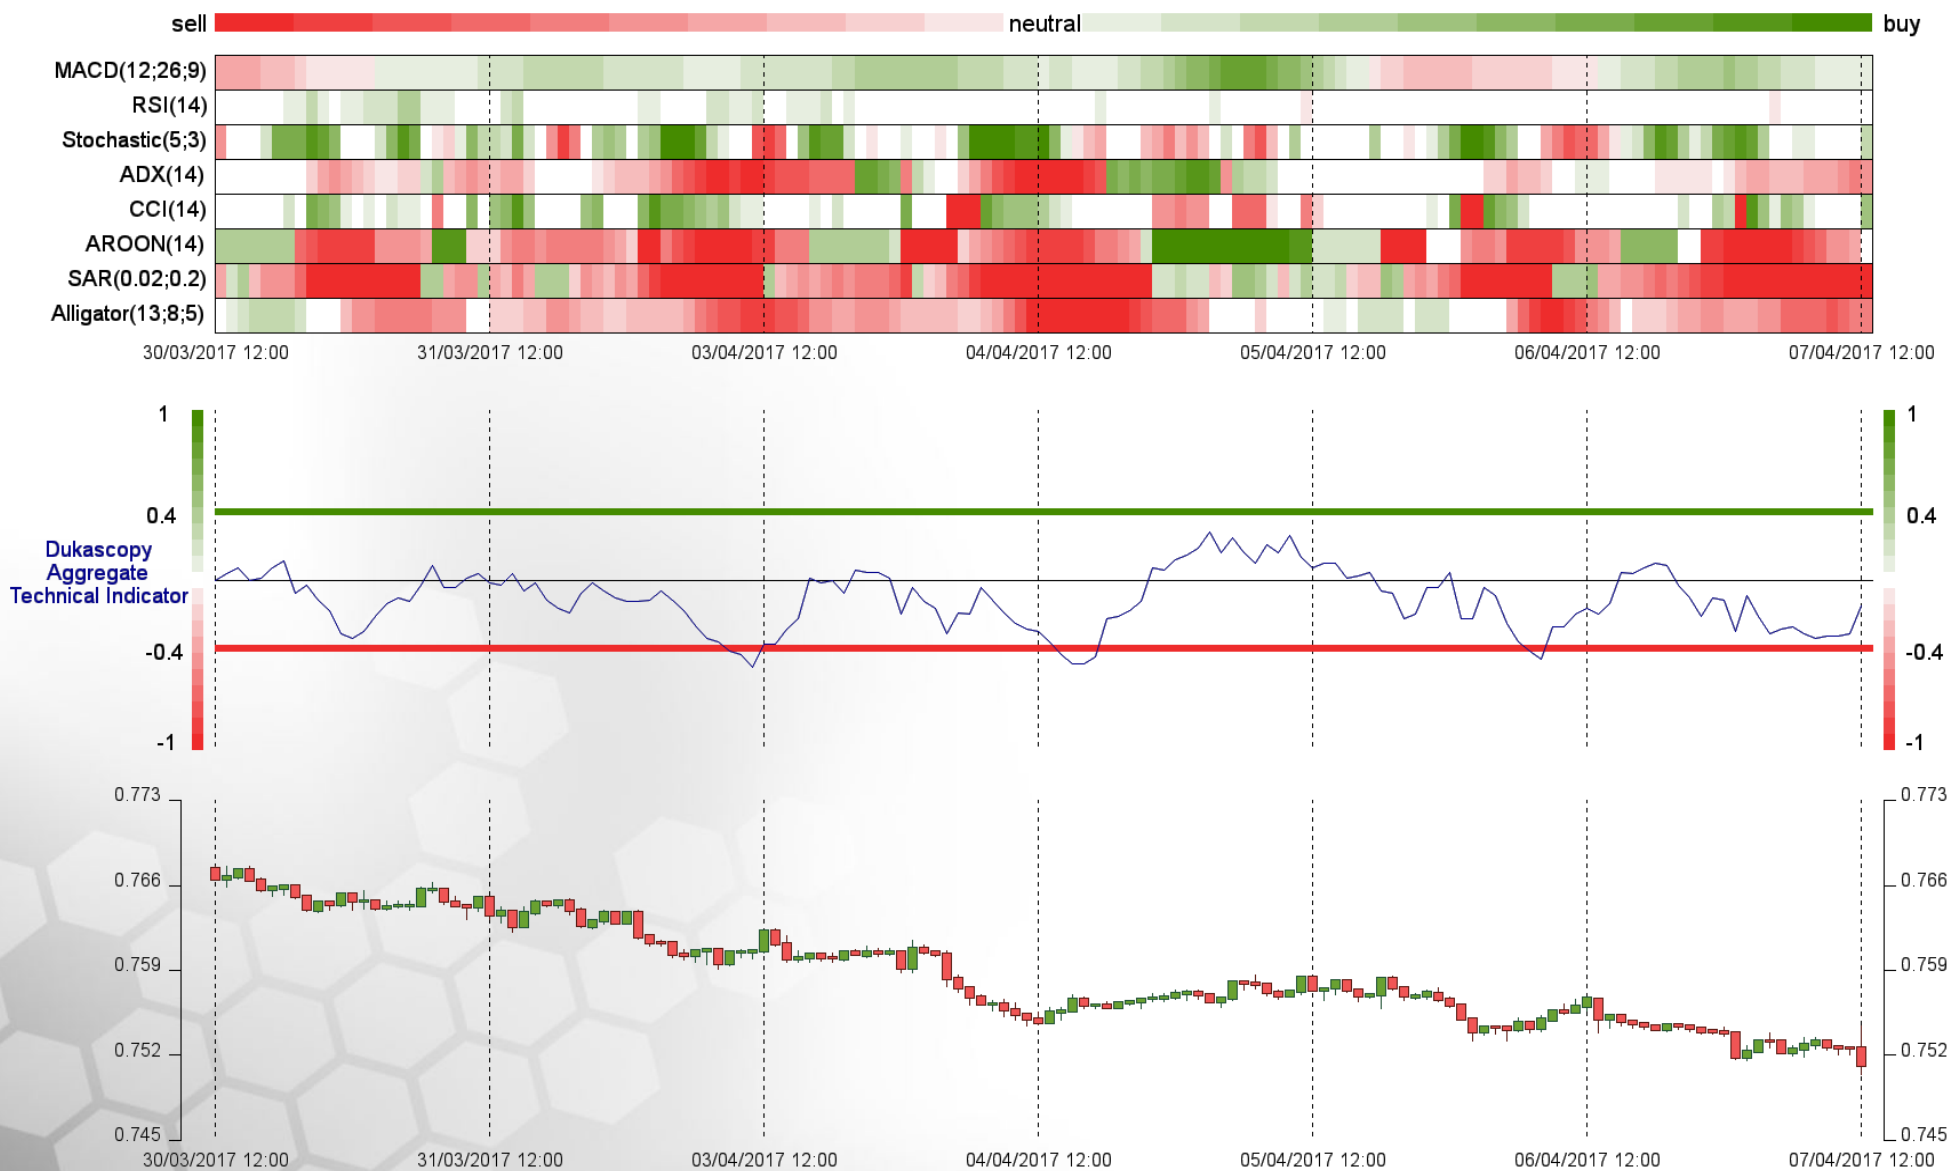 sell neutral buy
MACD(12;26;9)
RSI(14)
Stochastic(5;3)
ADX(14)
CCI(14)
AROON(14)
SAR(0.02;0.2)
Alligator(13;8;5)
30/03/2017 12:00 31/03/2017 12:00 03/04/2017 12:00 04/04/2017 12:00 05/04/2017 12:00 06/04/2017 12:00 07/04/2017 12:00
1 1
0.4 0.4
Dukascopy
Aggregate
Technical Indicator
-0.4 -0.4
-1 -1
0.773 0.773
0.766 0.766
0.759 0.759
0.752 0.752
0.745 0.745
30/03/2017 12:00 31/03/2017 12:00 03/04/2017 12:00 04/04/2017 12:00 05/04/2017 12:00 06/04/2017 12:00 07/04/2017 12:00